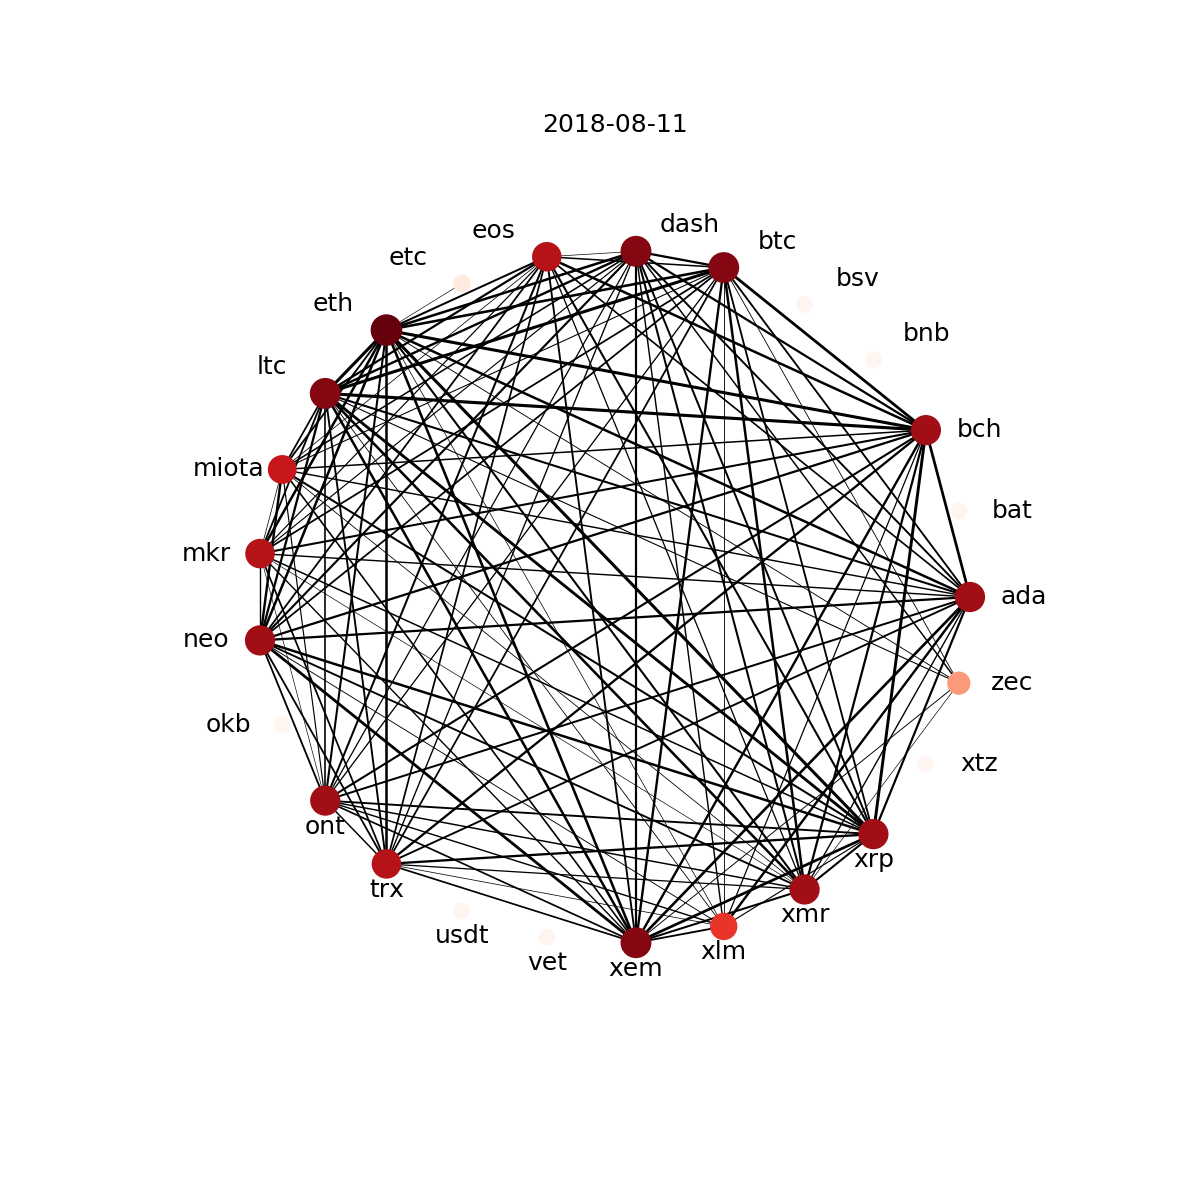 2018-08-11
dash
eos
btc
etc
bsv
eth
bnb
ltc
bch
miota
bat
mkr
ada
neo
zec
okb
xtz
ont
xrp
trx
xmr
usdt
xlm
vet
xem